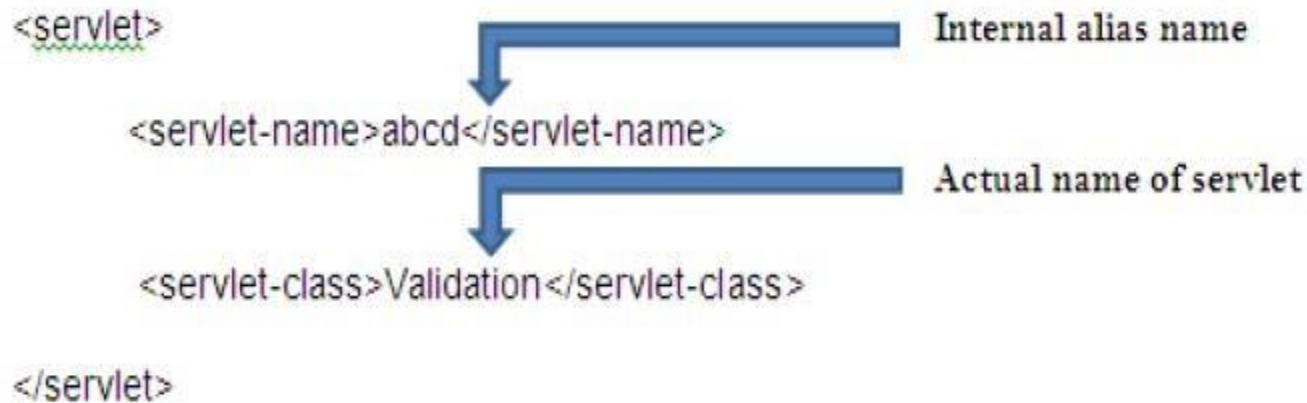 <servlet>
Internal alias name
<servlet-name>abcd</servlet-name>
Actual name of servlet
<servlet-class>Validation</servlet-class>
</servlet>